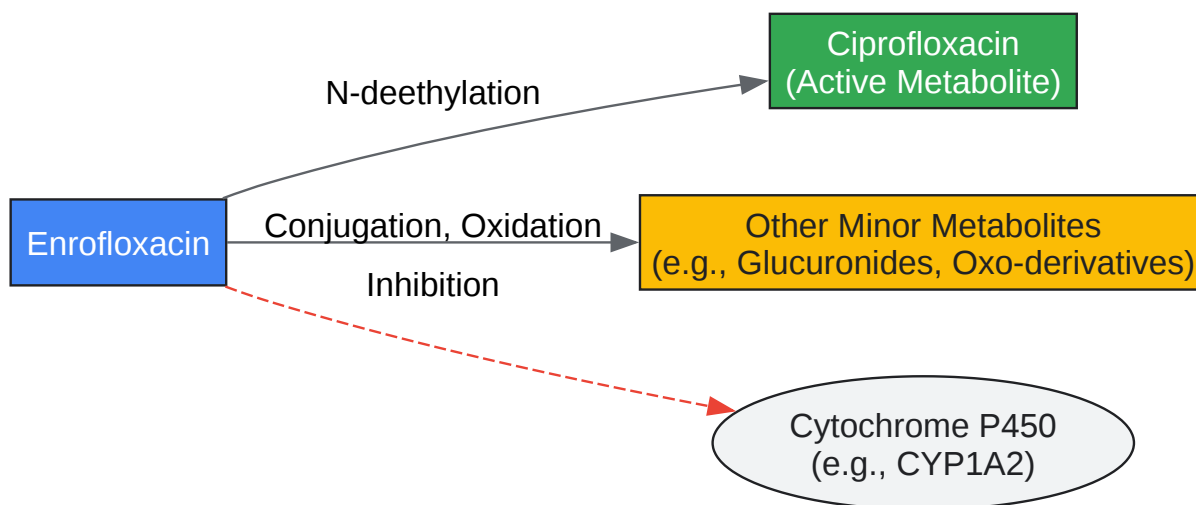 Ciprofloxacin
(Active Metabolite)
N-deethylation
Enrofloxacin
Conjugation, Oxidation
Other Minor Metabolites
(e.g., Glucuronides, Oxo-derivatives)
Inhibition
Cytochrome P450
(e.g., CYP1A2)